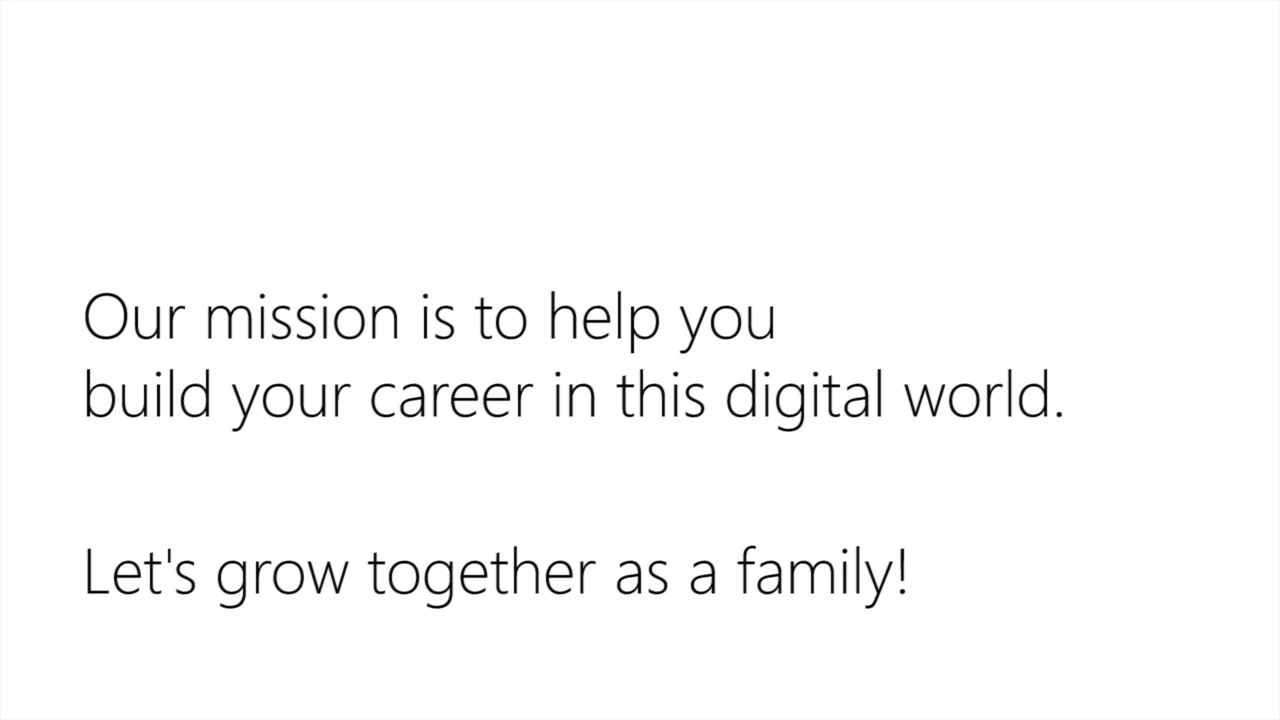 Our mission is to help you
build your career in this digital world.
Let's grow together as a family!